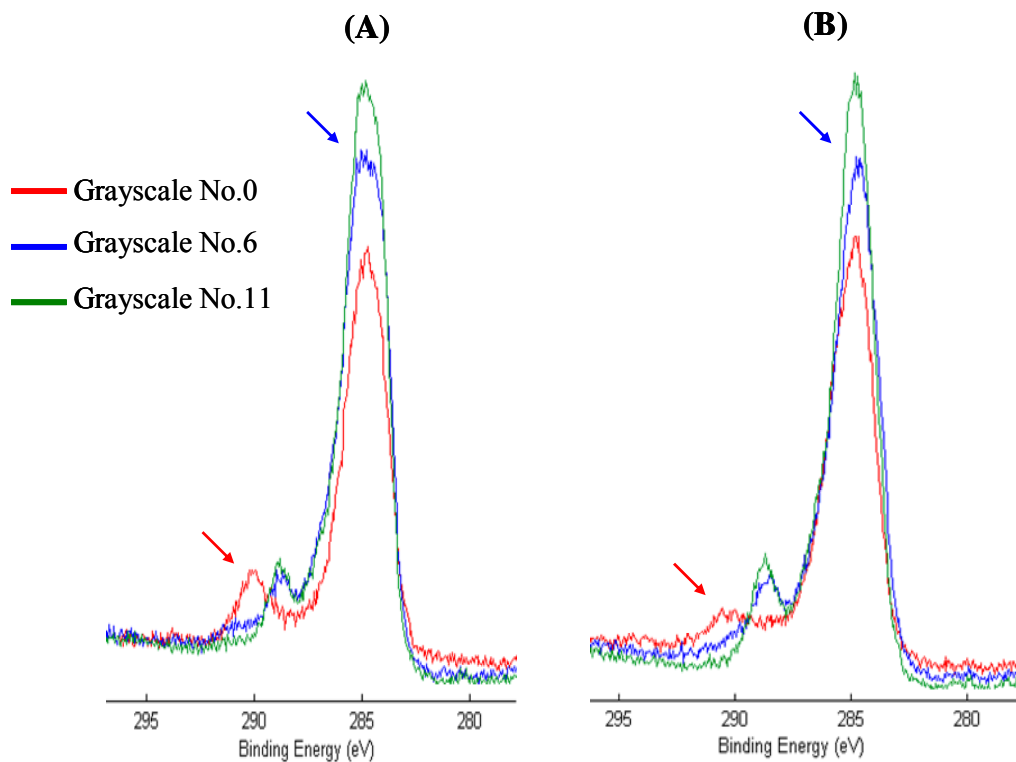 (A)
(B)
Grayscale No.0
Grayscale No.6
Grayscale No.11
295 290 285 280
Binding Energy (eV)
295 290 285 280
Binding Energy (eV)